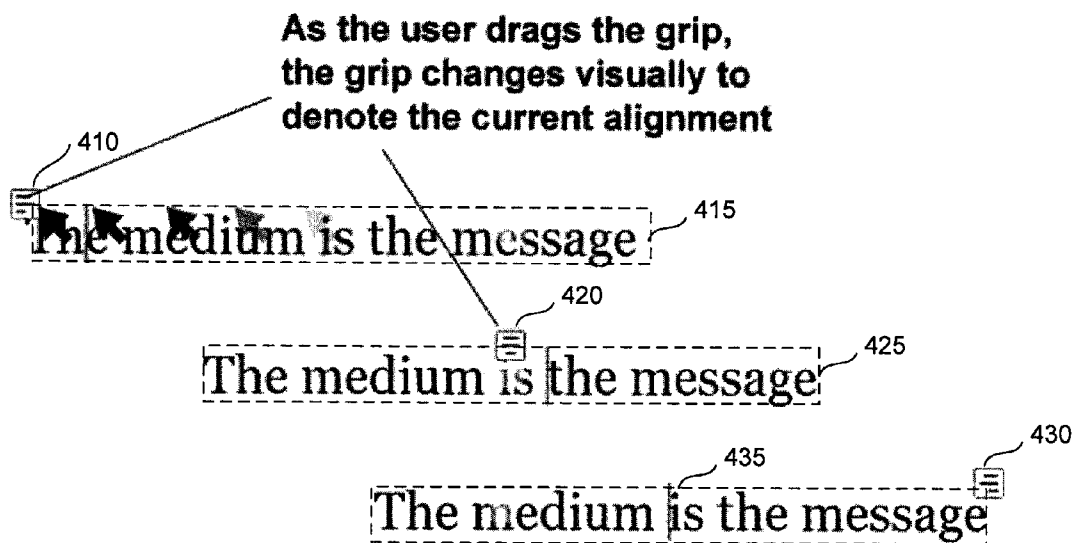 As the user drags the grip,
the grip changes visually to
denote the current alignment
410
The medium is the message
415
420
The medium is the message
425
430
435
The medium is the message